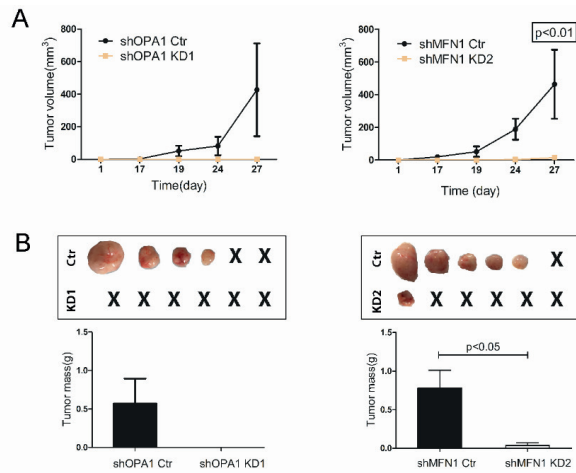 A
shOPA1 Ctr
shOPA1 KD1
Tumor volume(mm³)
800
600
400
200
0
1 17 19 24 27
Time(day)
shMFN1 Ctr
shMFN1 KD2
p<0.01
Tumor volume(mm³)
800
600
400
200
0
1 17 19 24 27
Time (day)
B
Ctr X X
KD1 X X X X X X
Ctr X
KD2 X X X X X
Tumor mass(g)
1.5
1.0
0.5
0.0
shOPA1 Ctr shOPA1 KD1
Tumor mass(g)
1.5
1.0
0.5
0.0
p<0.05
shMFN1 Ctr shMFN1 KD2